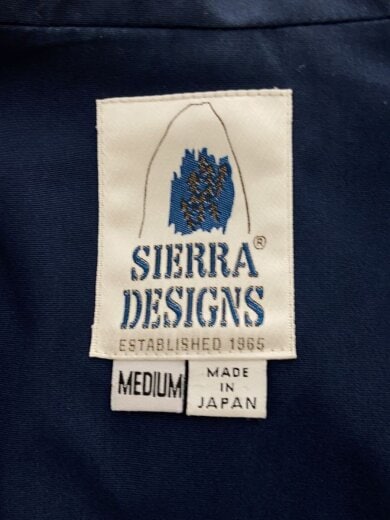 SIERRA®
DESIGNS
ESTABLISHED 1965
MEDIUM
MADE
IN
JAPAN